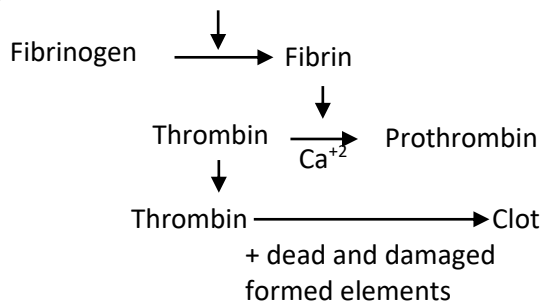 Fibrinogen Fibrin
Thrombin Prothrombin
Ca+2
Thrombin Clot
+ dead and damaged
formed elements